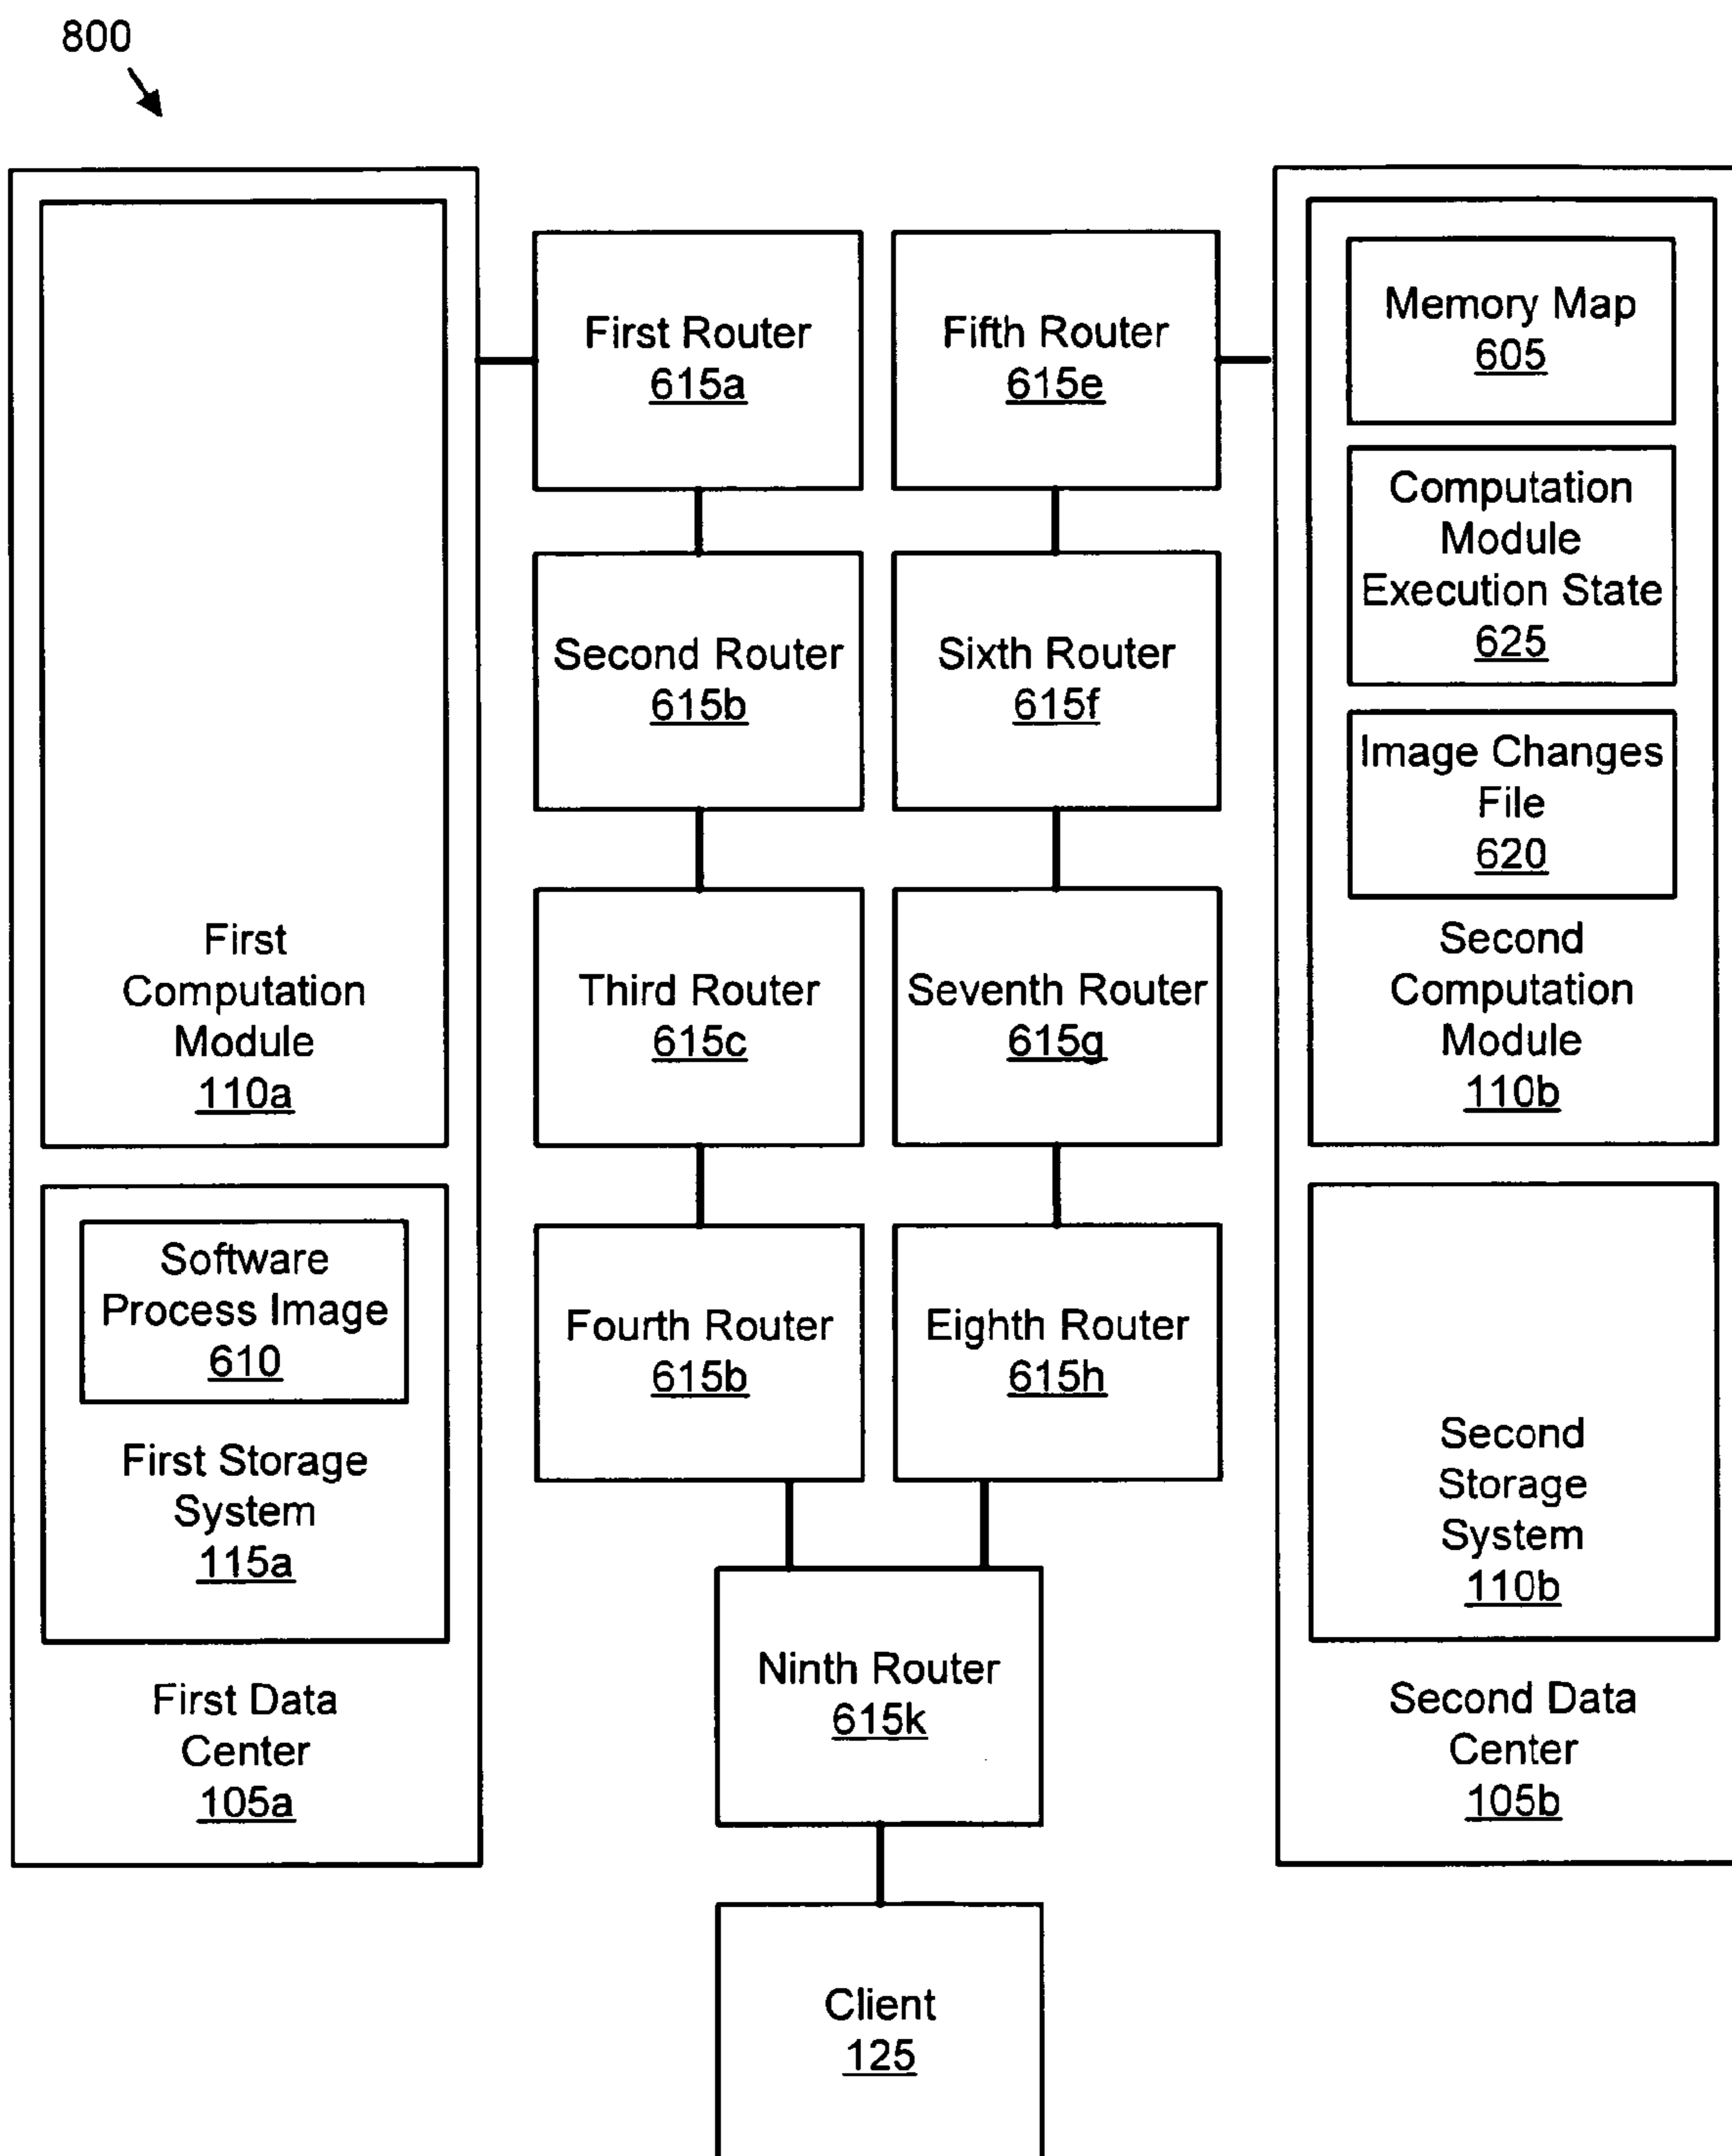 800
First
Computation
Module
110a
Software
Process Image
610
First Storage
System
115a
First Data
Center
105a
First Router
615a
Second Router
615b
Third Router
615c
Fourth Router
615b
Fifth Router
615e
Sixth Router
615f
Seventh Router
615g
Eighth Router
615h
Ninth Router
615k
Client
125
Memory Map
605
Computation
Module
Execution State
625
Image Changes
File
620
Second
Computation
Module
110b
Second
Storage
System
110b
Second Data
Center
105b